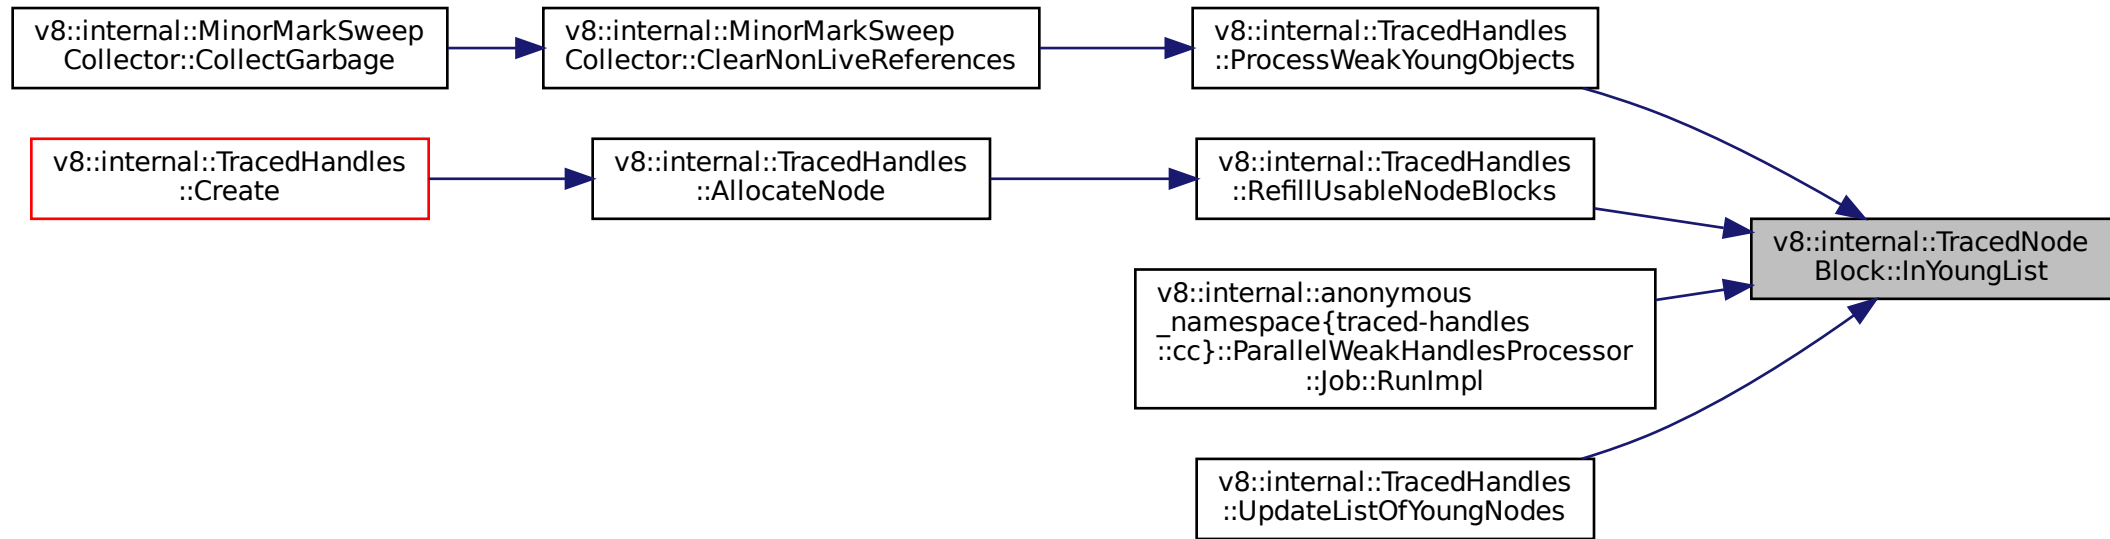 v8::internal::MinorMarkSweep
Collector::CollectGarbage
v8::internal::MinorMarkSweep
Collector::ClearNonLiveReferences
v8::internal::TracedHandles
::ProcessWeakYoungObjects
v8::internal::TracedHandles
::Create
v8::internal::TracedHandles
::AllocateNode
v8::internal::TracedHandles
::RefillUsableNodeBlocks
v8::internal::TracedNode
Block::InYoungList
v8::internal::anonymous
_namespace{traced-handles
::cc}::ParallelWeakHandlesProcessor
::Job::RunImpl
v8::internal::TracedHandles
::UpdateListOfYoungNodes